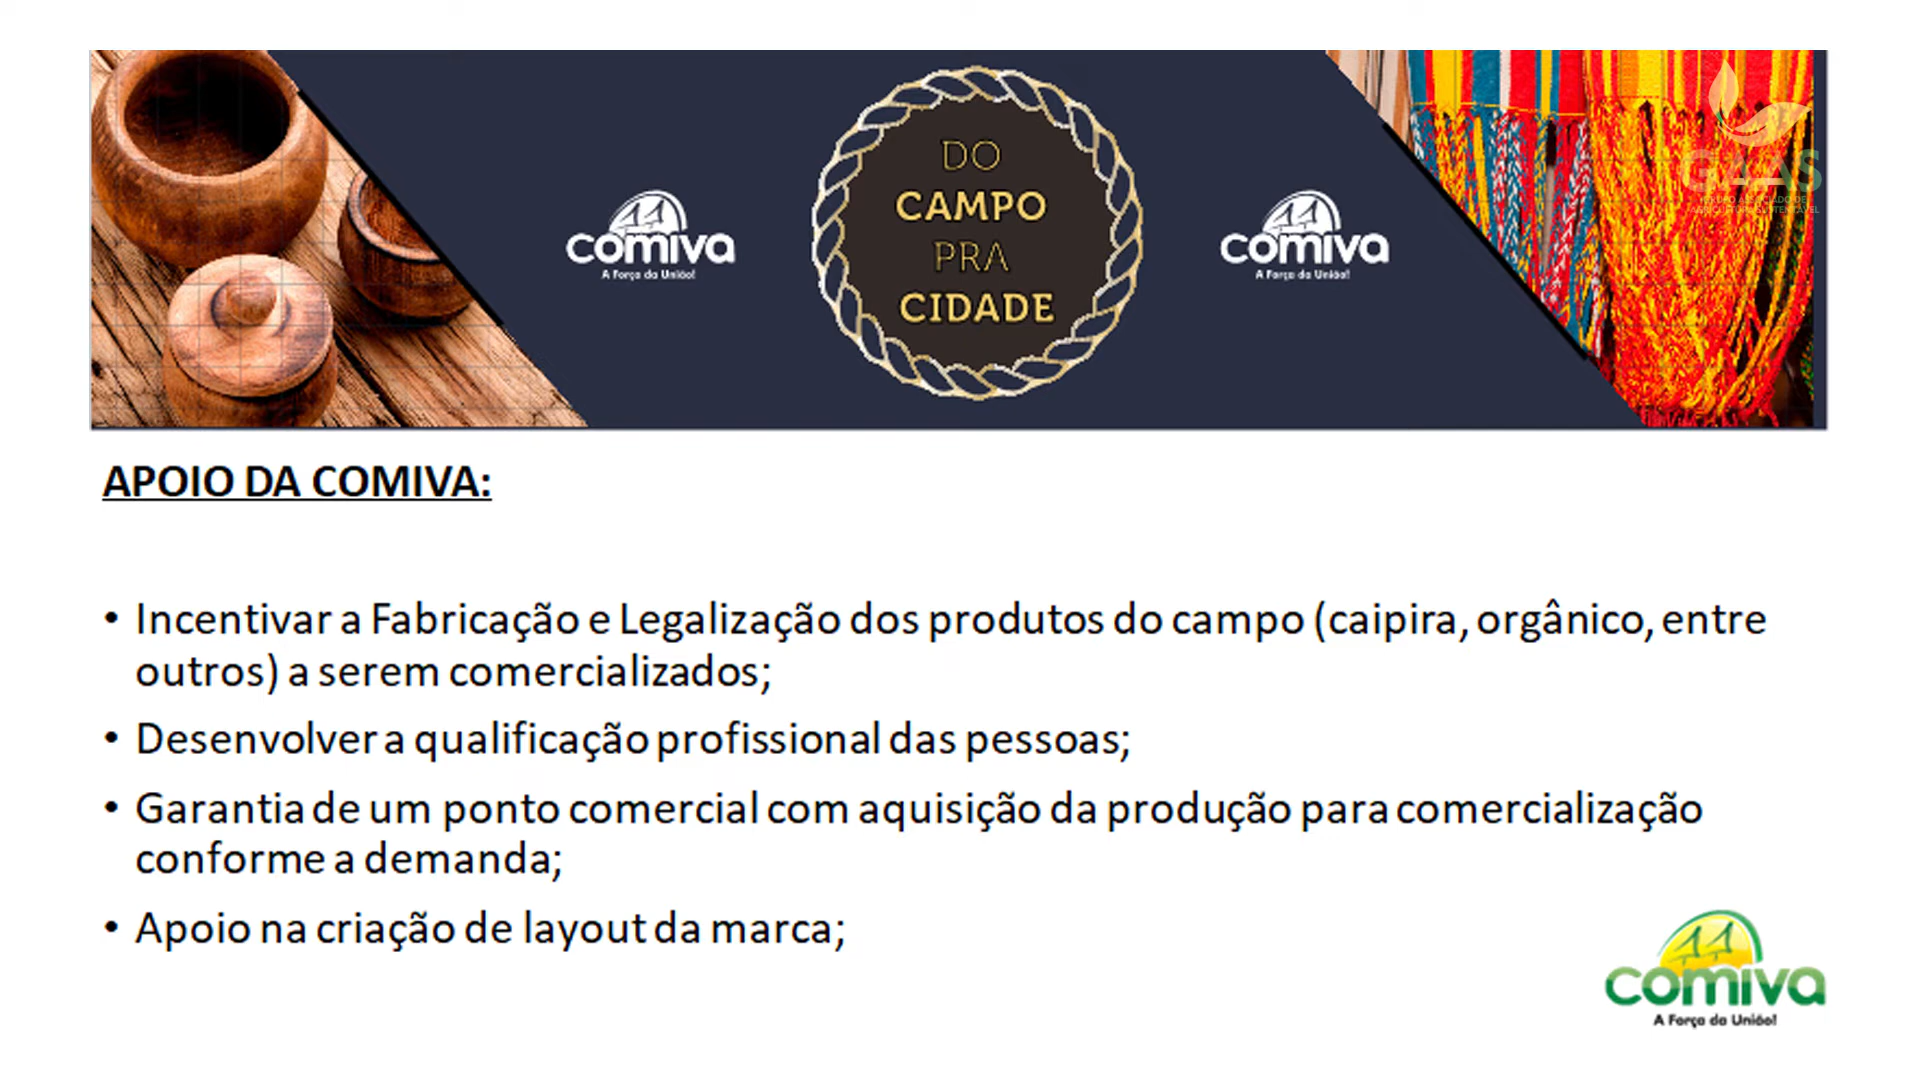 DO
CAMPO
PRA
CIDADE
comiva
A Força da União!
comiva
A Força da União!
GAAS
APOIO DA COMIVA:
• Incentivar a Fabricação e Legalização dos produtos do campo (caipira, orgânico, entre
outros) a serem comercializados;
• Desenvolver a qualificação profissional das pessoas;
• Garantia de um ponto comercial com aquisição da produção para comercialização
conforme a demanda;
• Apoio na criação de layout da marca;
comiva
A Força da União!